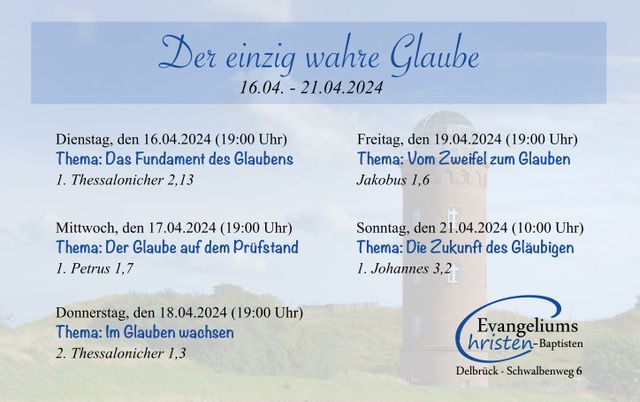 Der einzig wahre Glaube
16.04. - 21.04.2024
Dienstag, den 16.04.2024 (19:00 Uhr)
Thema: Das Fundament des Glaubens
1. Thessalonicher 2,13
Mittwoch, den 17.04.2024 (19:00 Uhr)
Thema: Der Glaube auf dem Prüfstand
1. Petrus 1,7
Donnerstag, den 18.04.2024 (19:00 Uhr)
Thema: Im Glauben wachsen
2. Thessalonicher 1,3
Freitag, den 19.04.2024 (19:00 Uhr)
Thema: Vom Zweifel zum Glauben
Jakobus 1,6
Sonntag, den 21.04.2024 (10:00 Uhr)
Thema: Die Zukunft des Gläubigen
1. Johannes 3,2
Evangeliums
Christen-Baptisten
Delbrück - Schwalbenweg 6